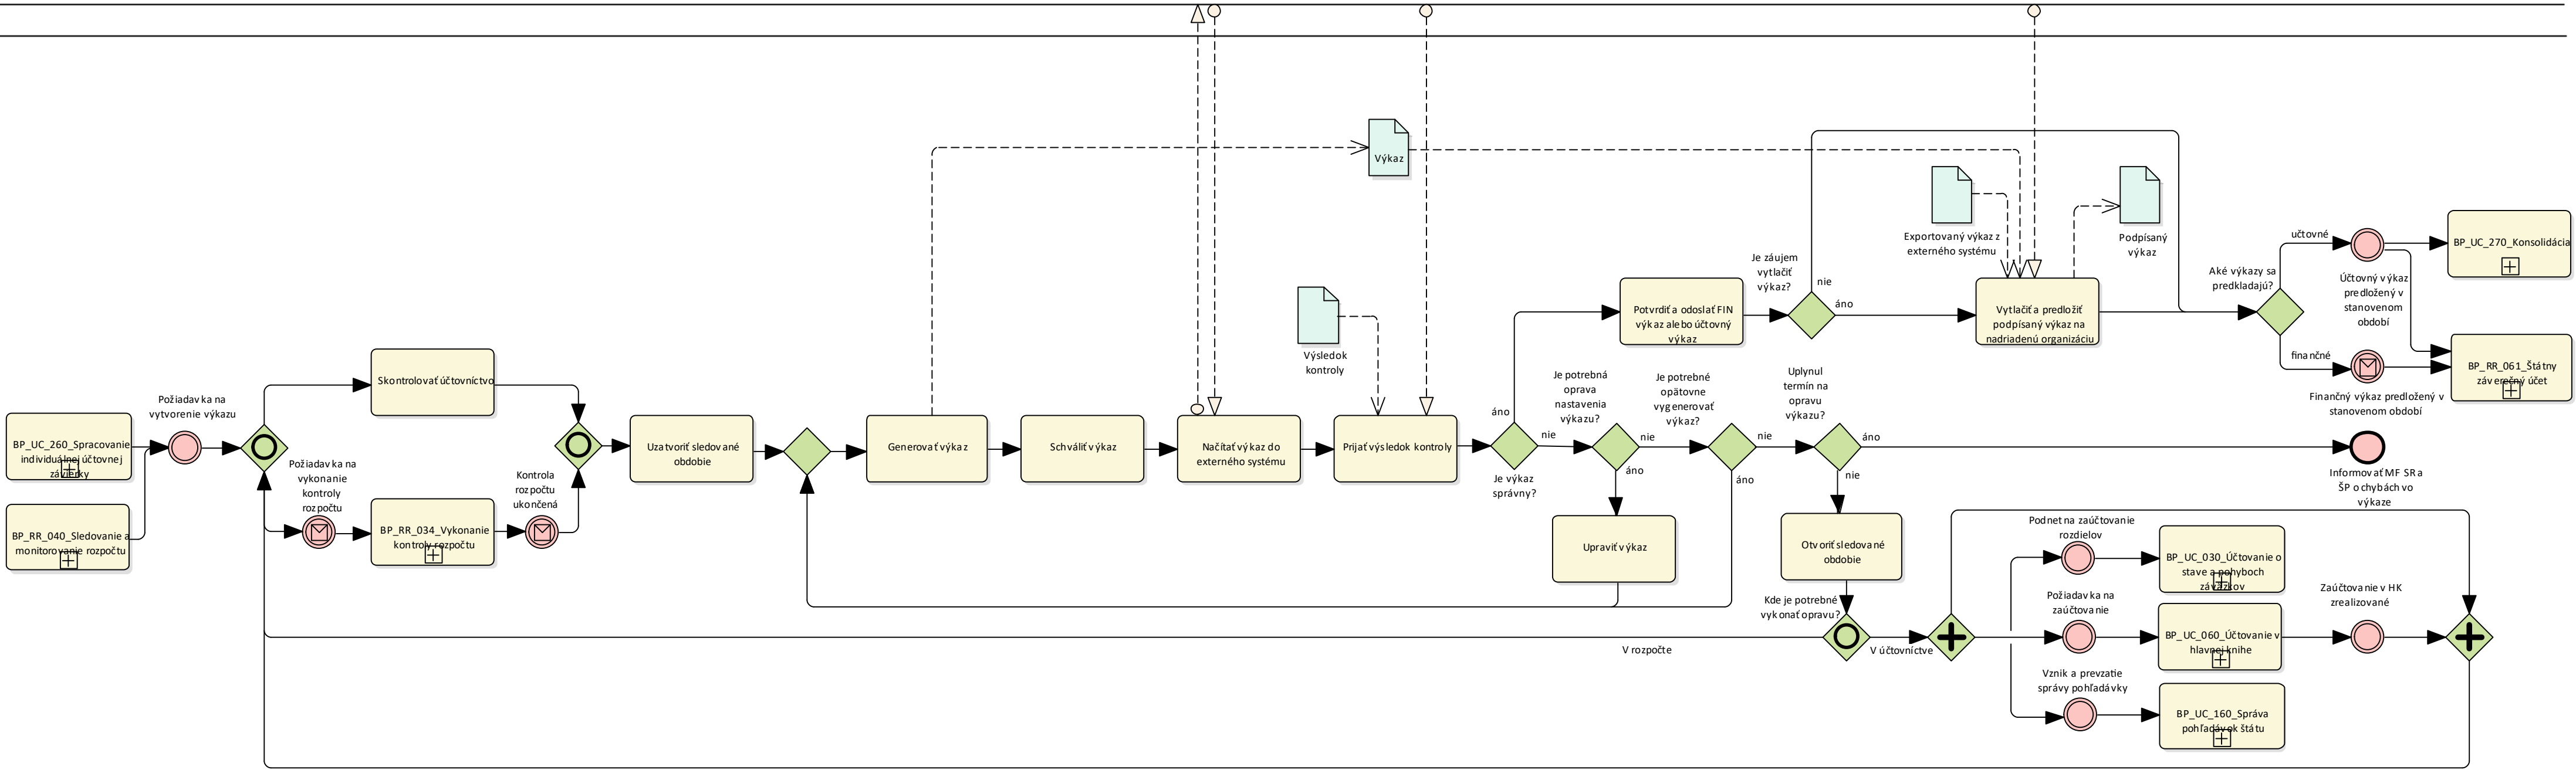 Výkaz
Exportovaný výkaz z
externého systému
Podpísaný
výkaz
Výsledok
kontroly
Požiadavka na
vytvorenie výkazu
BP_UC_260_Spracovanie
individuálnej účtovnej
závierky
BP_RR_040_Sledovanie a
monitorovanie rozpočtu
Skontrolovať účtovníctvo
Požiadavka na
vykonanie
kontroly
rozpočtu
BP_RR_034_Vykonanie
kontroly rozpočtu
Kontrola
rozpočtu
ukončená
Uzatvoriť sledované
obdobie
Generovať výkaz
Schváliť výkaz
Načítať výkaz do
externého systému
Prijať výsledok kontroly
áno
nie
Je výkaz
správny?
Potvrdiť a odoslať FIN
výkaz alebo účtovný
výkaz
Je záujem
vytlačiť
výkaz?
nie
áno
Vytlačiť a predložiť
podpísaný výkaz na
nadriadenú organizáciu
Aké výkazy sa
predkladajú?
účtovné
finančné
Účtovný výkaz
predložený v
stanovenom
období
BP_UC_270_Konsolidácia
BP_RR_061_Štátny
záverečný účet
Finančný výkaz predložený v
stanovenom období
Je potrebná
oprava
nastavenia
výkazu?
nie
áno
Je potrebné
opätovne
vygenerovať
výkaz?
nie
áno
Uplynul
termín na
opravu
výkazu?
áno
nie
Informovať MF SR a
ŠP o chybách vo
výkaze
Upraviť výkaz
Otvoriť sledované
obdobie
Kde je potrebné
vykonať opravu?
V rozpočte
V účtovníctve
Podnet na zaúčtovanie
rozdielov
BP_UC_030_Účtovanie o
stave a pohyboch
záväzkov
Požiadavka na
zaúčtovanie
BP_UC_060_Účtovanie v
hlavnej knihe
Zaúčtovanie v HK
zrealizované
Vznik a prevzatie
správy pohľadávky
BP_UC_160_Správa
pohľadávok štátu